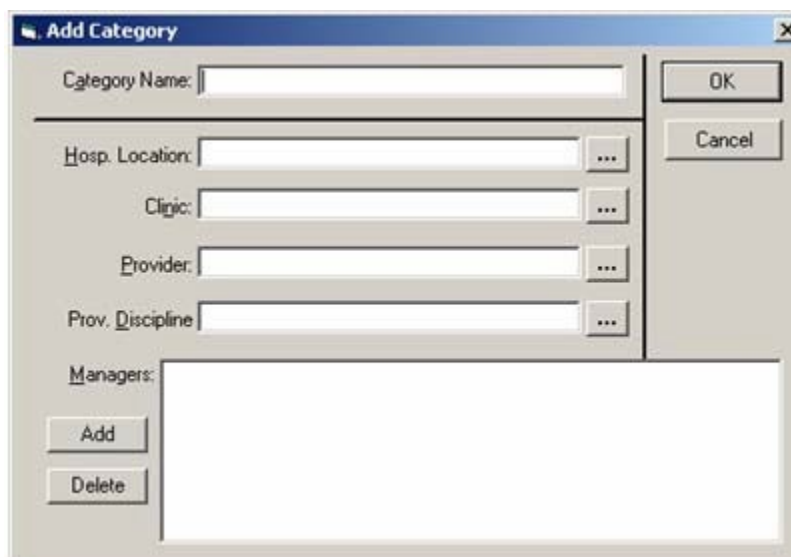 Add Category
Category Name:
OK
Cancel
Hosp. Location:
...
Clinic:
...
Provider:
...
Prov. Discipline
...
Managers:
Add
Delete